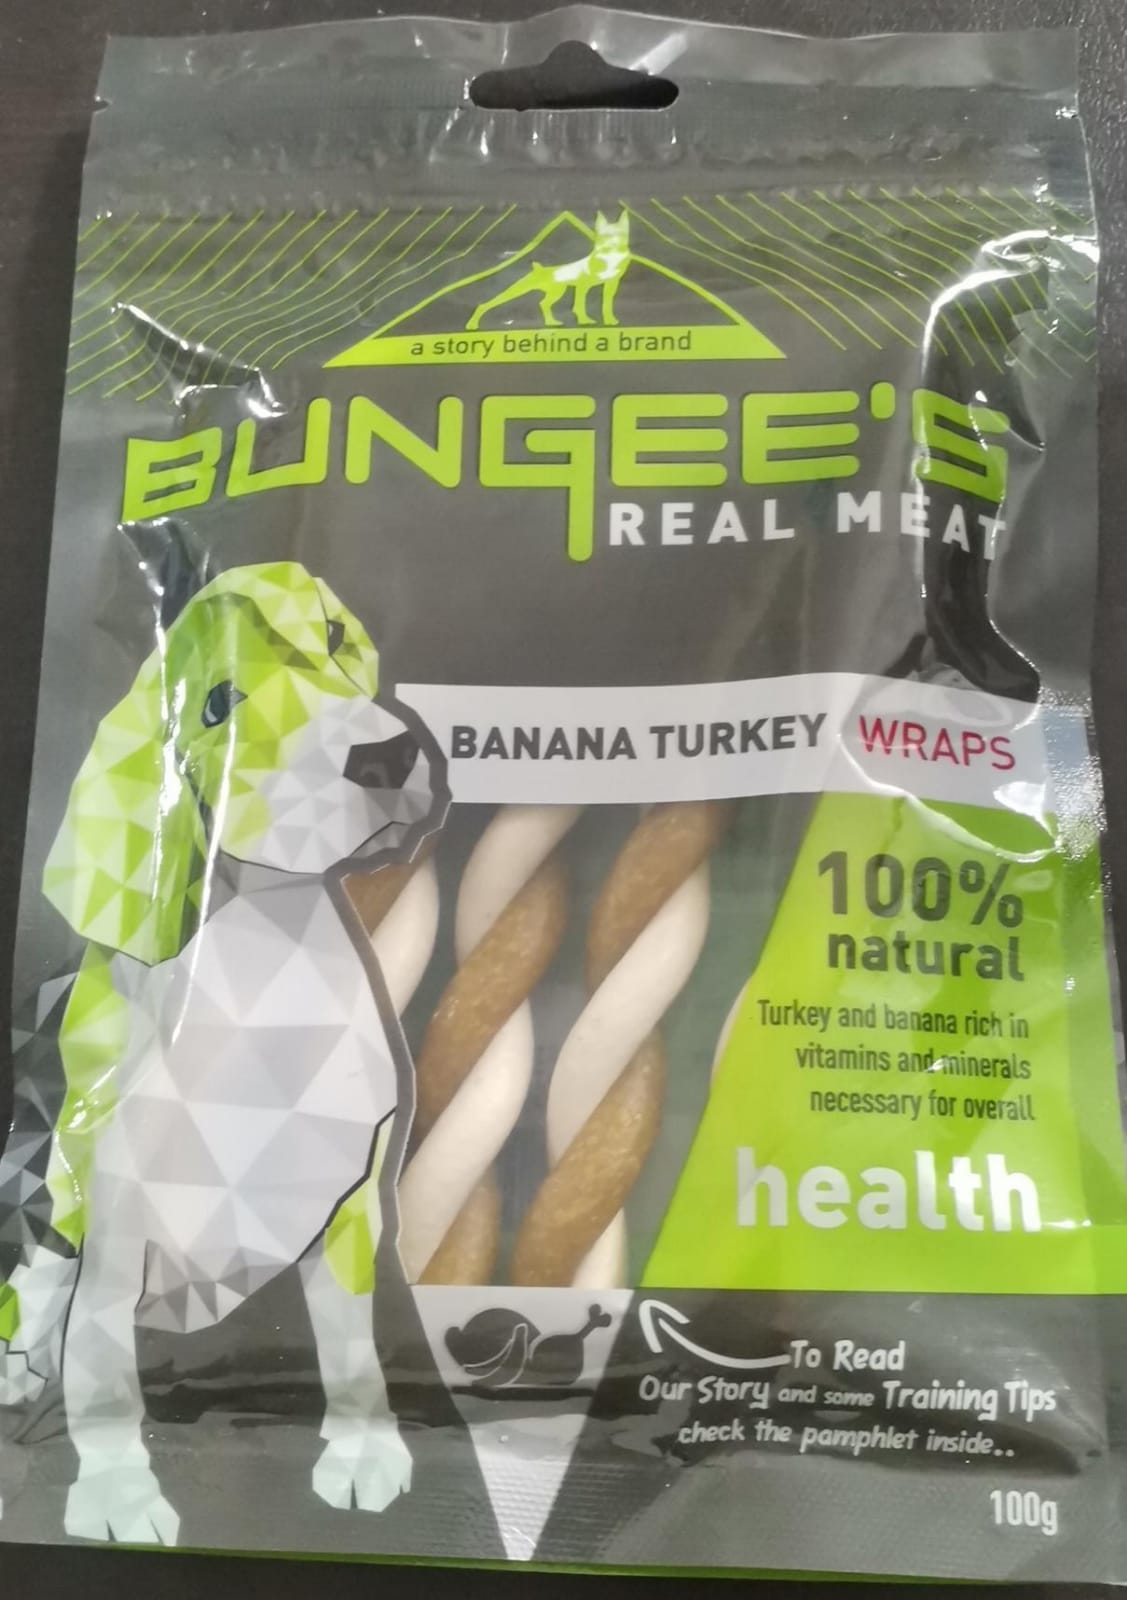 a story behind a brand
BUNGEE'S
REAL MEAT
BANANA TURKEY WRAPS
100%
natural
Turkey and banana rich in
vitamins and minerals
necessary for overall
health
To Read
Our Story and some Training Tips
check the pamphlet inside..
100g